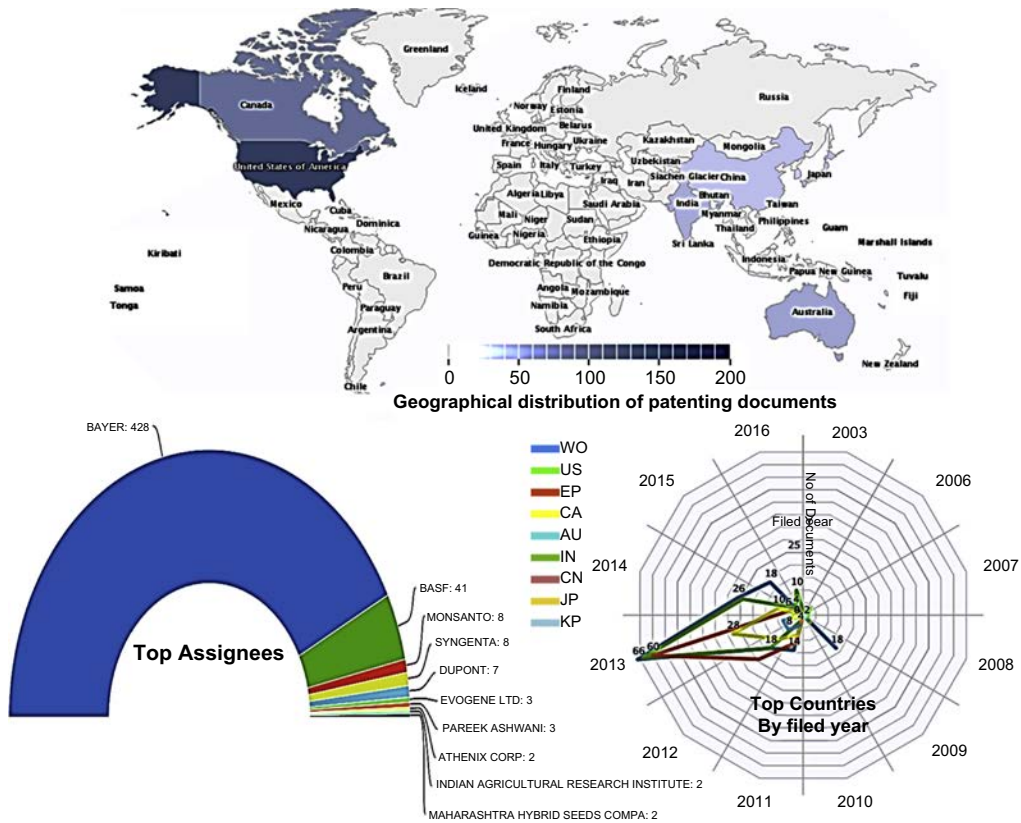 Greenland
Iceland
Finland
Russia
Canada
Norway
Estonia
United Kingdom
Belarus
France
Hungary
Ukraine
Kazakhstan
Mongolia
United States of America
Spain
Italy
Turkey
Uzbekistan
Siachen Glacier
China
Japan
Iraq
Iran
Algeria
Libya
Saudi Arabia
Bhutan
India
Taiwan
Mexico
Cuba
Dominica
Mali
Niger
Sudan
Myanmar
Philippines
Nicaragua
Guinea
Nigeria
Ethiopia
Thailand
Guam
Sri Lanka
Marshall Islands
Kiribati
Colombia
Democratic Republic of the Congo
Indonesia
Papua New Guinea
Tuvalu
Samoa
Peru
Brazil
Angola
Mozambique
Fiji
Tonga
Paraguay
Namibia
Australia
Argentina
South Africa
New Zealand
Chile
0 50 100 150 200
Geographical distribution of patenting documents
BAYER: 428
BASF: 41
MONSANTO: 8
SYNGENTA: 8
DUPONT: 7
EVOGENE LTD: 3
PAREEK ASHWANI: 3
ATHENIX CORP: 2
INDIAN AGRICULTURAL RESEARCH INSTITUTE: 2
MAHARASHTRA HYBRID SEEDS COMPA: 2
Top Assignees
WO
US
EP
CA
AU
IN
CN
JP
KP
2016
2003
2015
2006
2014
2007
2013
2008
2012
2009
2011
2010
No of Documents
Filed year
25
10
18
26
10
28
8
18
14
18
66 60
2
Top Countries
By filed year